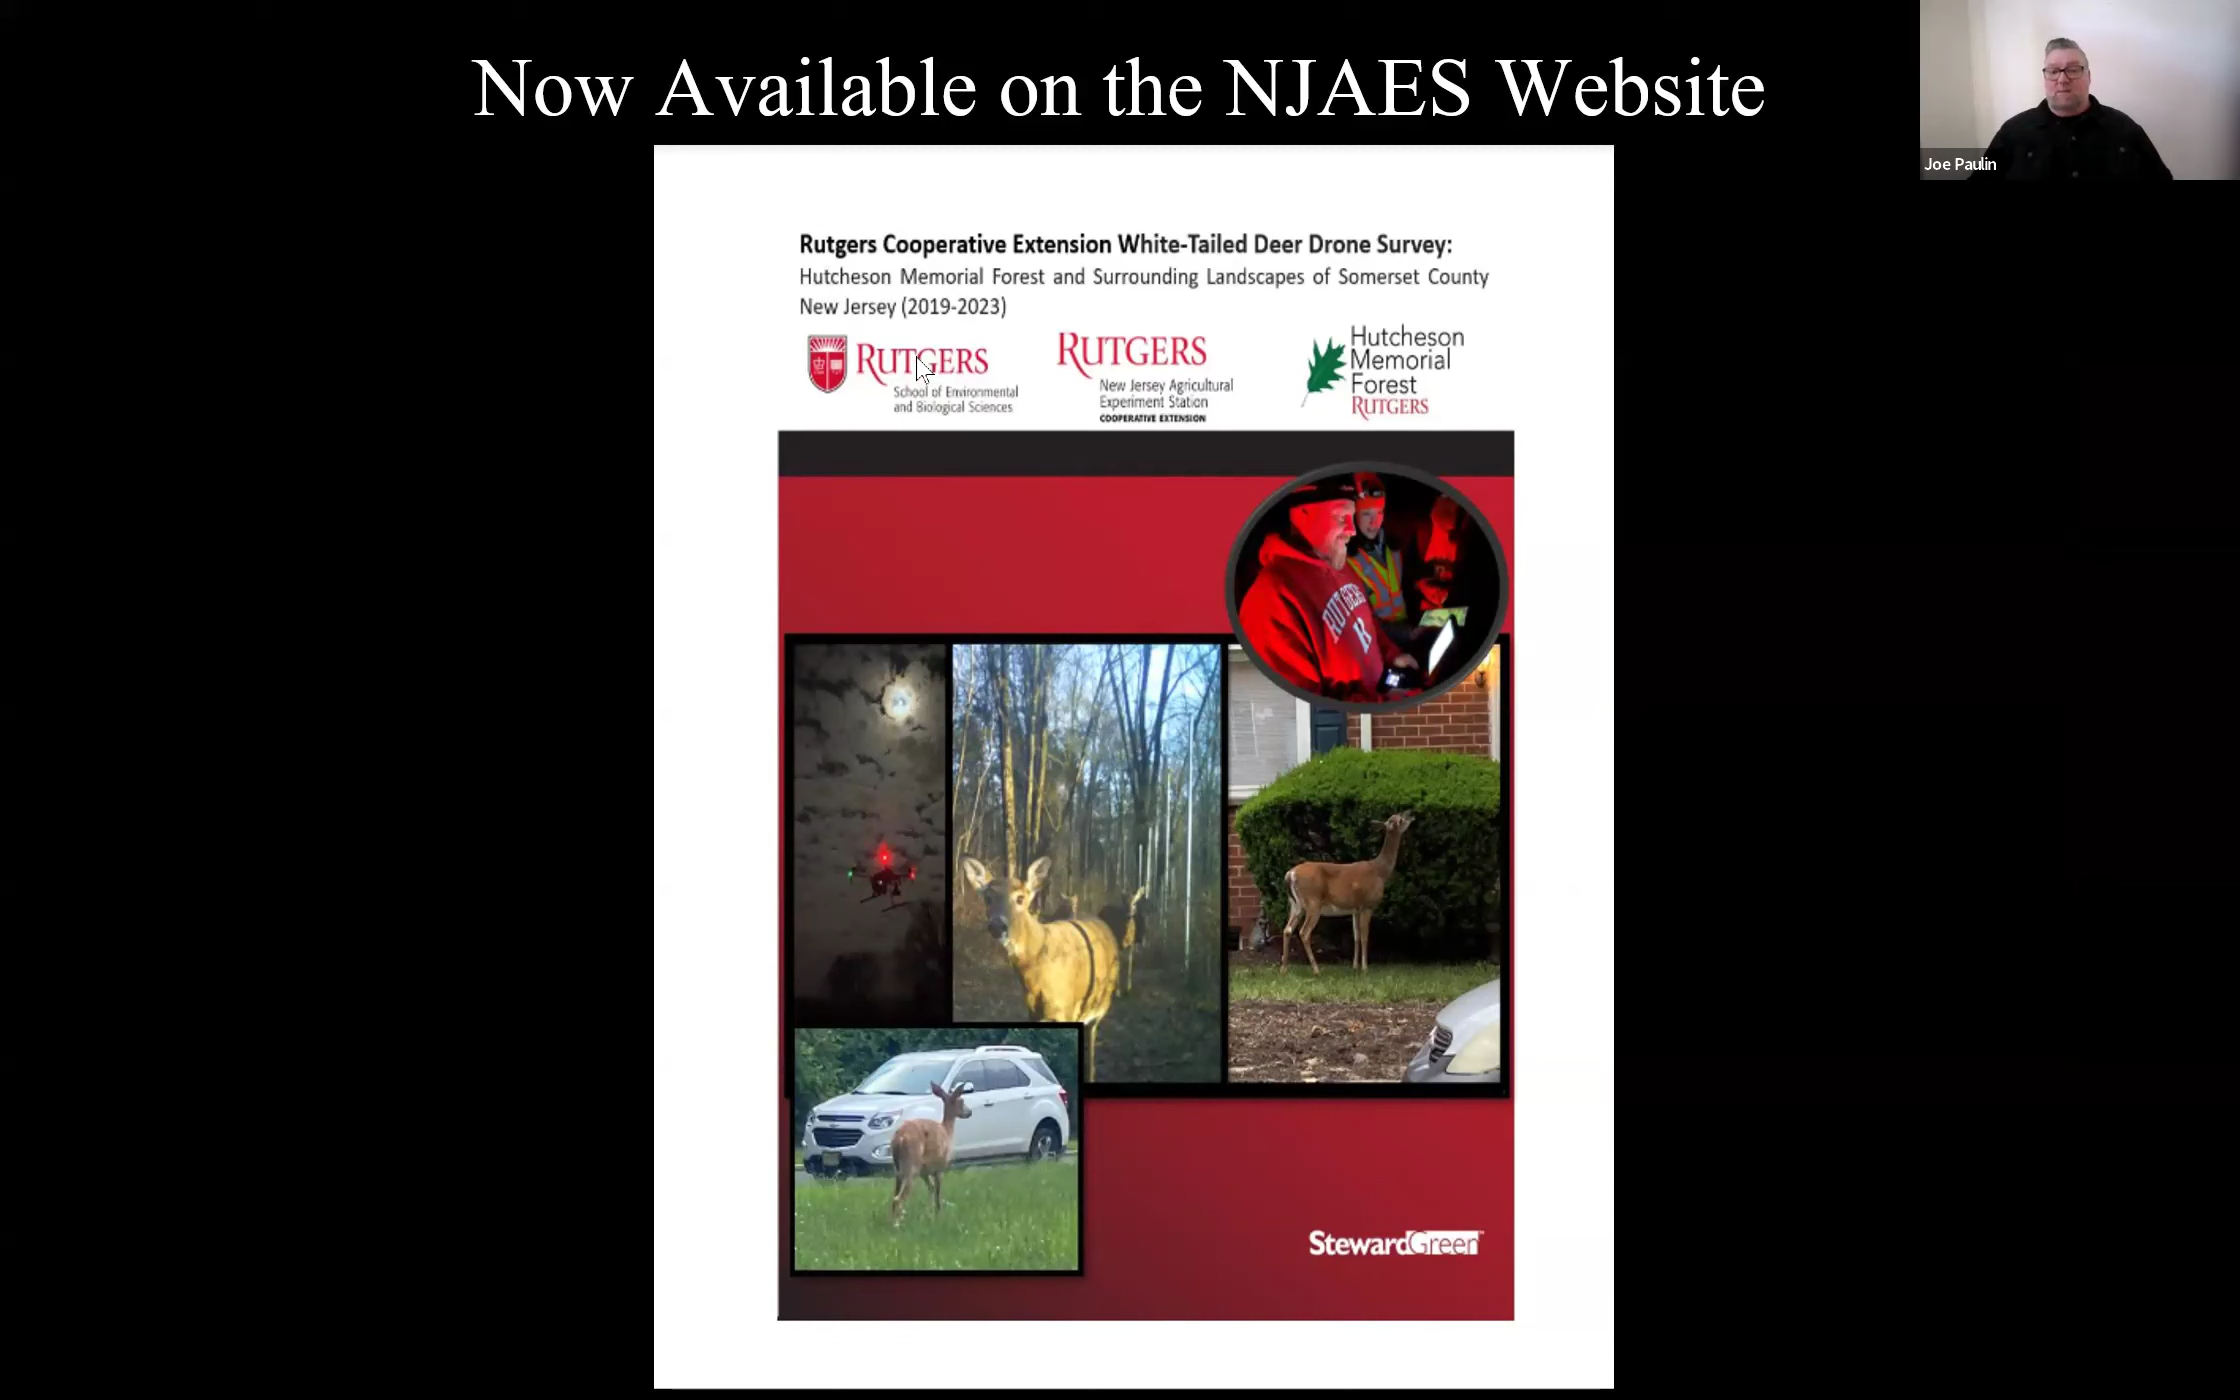 Now Available on the NJAES Website
Joe Paulin
Rutgers Cooperative Extension White-Tailed Deer Drone Survey:
Hutcheson Memorial Forest and Surrounding Landscapes of Somerset County
New Jersey (2019-2023)
RUTGERS
School of Environmental
and Biological Sciences
RUTGERS
New Jersey Agricultural
Experiment Station
COOPERATIVE EXTENSION
Hutcheson
Memorial
Forest
RUTGERS
RUTGERS
R
StewardGreen